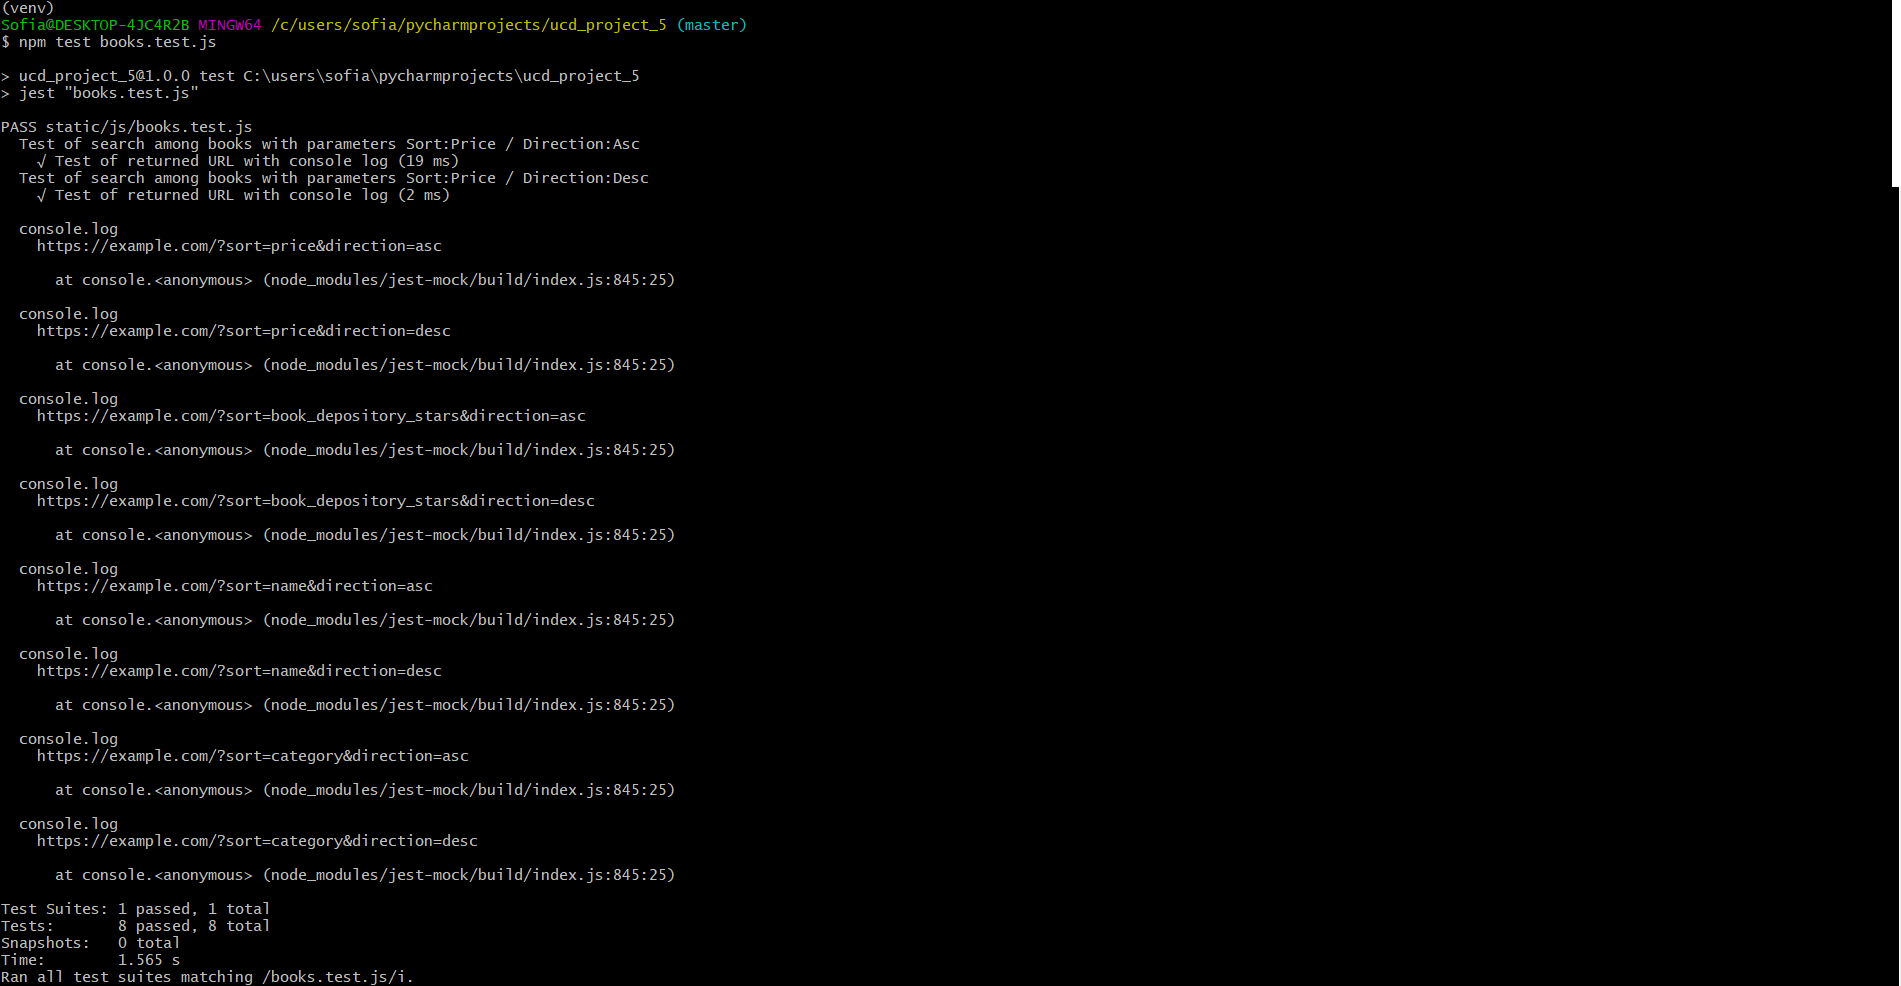 (venv)
Sofia@DESKTOP-4JC4R2B MINGW64 /c/users/sofia/pycharmprojects/ucd_project_5 (master)
$ npm test books.test.js
> ucd_project_5@1.0.0 test C:\users\sofia\pycharmprojects\ucd_project_5
> jest "books.test.js"
PASS static/js/books.test.js
Test of search among books with parameters Sort:Price / Direction:Asc
√ Test of returned URL with console log (19 ms)
Test of search among books with parameters Sort:Price / Direction:Desc
√ Test of returned URL with console log (2 ms)
console.log
https://example.com/?sort=price&direction=asc
at console.<anonymous> (node_modules/jest-mock/build/index.js:845:25)
console.log
https://example.com/?sort=price&direction=desc
at console.<anonymous> (node_modules/jest-mock/build/index.js:845:25)
console.log
https://example.com/?sort=book_depository_stars&direction=asc
at console.<anonymous> (node_modules/jest-mock/build/index.js:845:25)
console.log
https://example.com/?sort=book_depository_stars&direction=desc
at console.<anonymous> (node_modules/jest-mock/build/index.js:845:25)
console.log
https://example.com/?sort=name&direction=asc
at console.<anonymous> (node_modules/jest-mock/build/index.js:845:25)
console.log
https://example.com/?sort=name&direction=desc
at console.<anonymous> (node_modules/jest-mock/build/index.js:845:25)
console.log
https://example.com/?sort=category&direction=asc
at console.<anonymous> (node_modules/jest-mock/build/index.js:845:25)
console.log
https://example.com/?sort=category&direction=desc
at console.<anonymous> (node_modules/jest-mock/build/index.js:845:25)
Test Suites: 1 passed, 1 total
Tests: 8 passed, 8 total
Snapshots: 0 total
Time: 1.565 s
Ran all test suites matching /books.test.js/i.